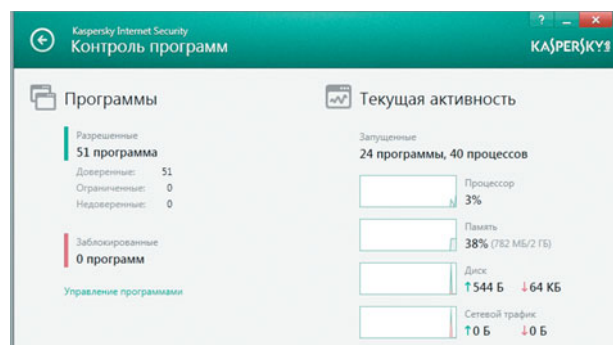 Kaspersky Internet Security
Контроль программ
KASPERSKY
Программы
Разрешенные
51 программа
Доверенные: 51
Ограниченные: 0
Недоверенные: 0
Заблокированные
0 программ
Управление программами
Текущая активность
Запущенные
24 программы, 40 процессов
Процессор
3%
Память
38% (782 МБ/2 ГБ)
Диск
↑544 Б ↓64 КБ
Сетевой трафик
↑0 Б ↓0 Б